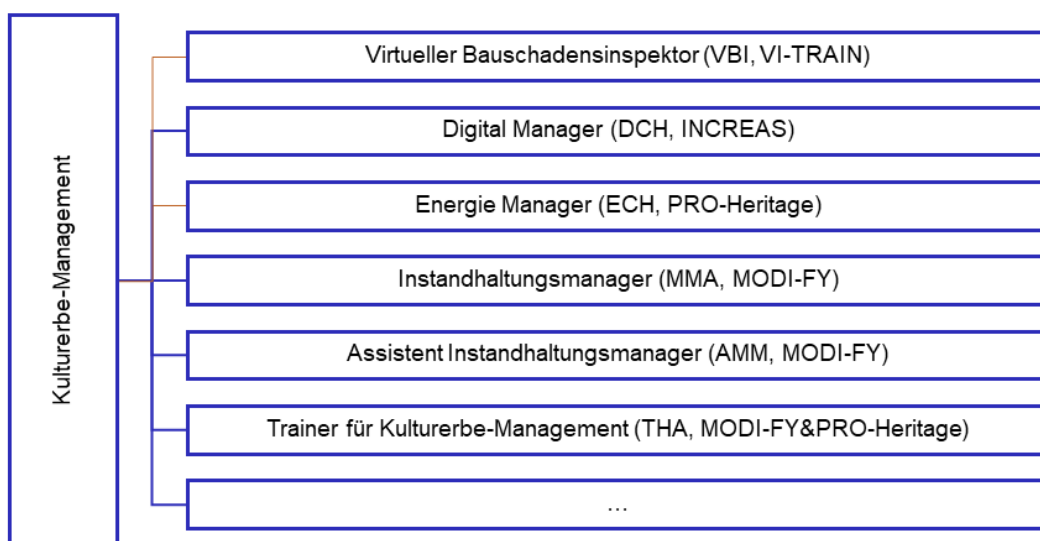 Kulturerbe-Management
Virtueller Bauschadensinspektor (VBI, VI-TRAIN)
Digital Manager (DCH, INCREAS)
Energie Manager (ECH, PRO-Heritage)
Instandhaltungsmanager (MMA, MODI-FY)
Assistent Instandhaltungsmanager (AMM, MODI-FY)
Trainer für Kulturerbe-Management (THA, MODI-FY&PRO-Heritage)
…